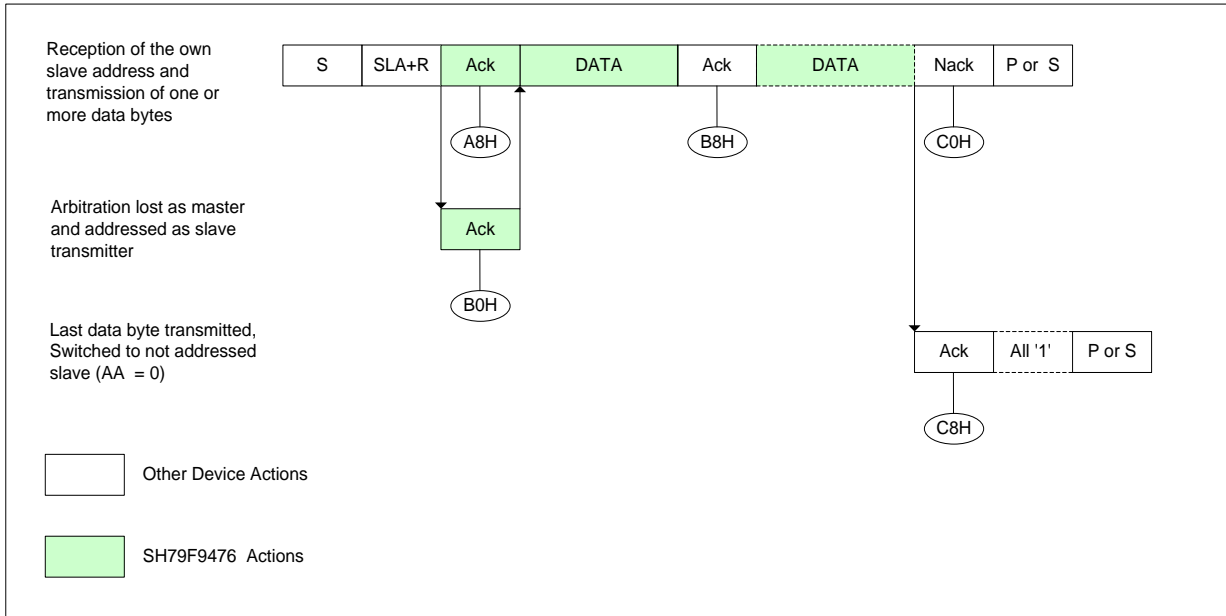 Reception of the own
slave address and
transmission of one or
more data bytes
S SLA+R Ack DATA Ack DATA Nack P or S
A8H B8H C0H
Arbitration lost as master
and addressed as slave
transmitter
Ack
B0H
Last data byte transmitted,
Switched to not addressed
slave (AA = 0)
Ack All '1' P or S
C8H
Other Device Actions
SH79F9476 Actions